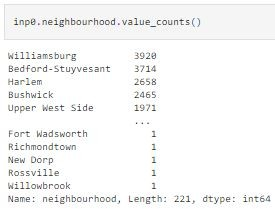 inp0.neighbourhood.value_counts()
Williamsburg 3920
Bedford-Stuyvesant 3714
Harlem 2658
Bushwick 2465
Upper West Side 1971
...
Fort Wadsworth 1
Richmondtown 1
New Dorp 1
Rossville 1
Willowbrook 1
Name: neighbourhood, Length: 221, dtype: int64